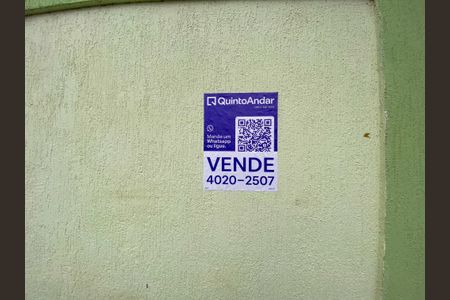 QuintoAndar
Mande um
Whatsapp
ou ligue.
VENDE
4020-2507